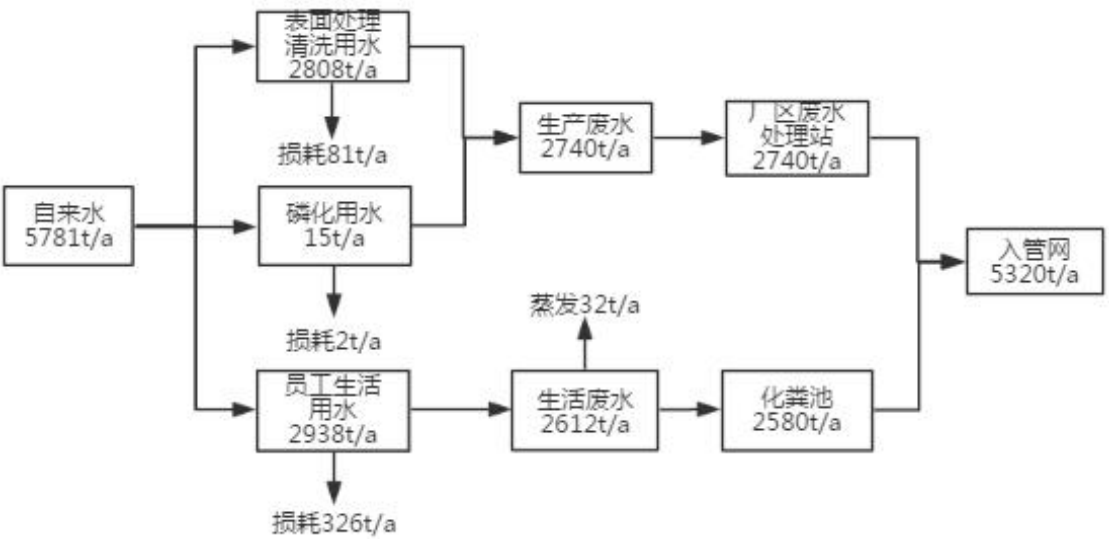 表面处理
清洗用水
2808t/a
损耗81t/a
生产废水
2740t/a
厂区废水
处理站
2740t/a
自来水
5781t/a
磷化用水
15t/a
损耗2t/a
入管网
5320t/a
蒸发32t/a
员工生活
用水
2938t/a
生活废水
2612t/a
化粪池
2580t/a
损耗326t/a